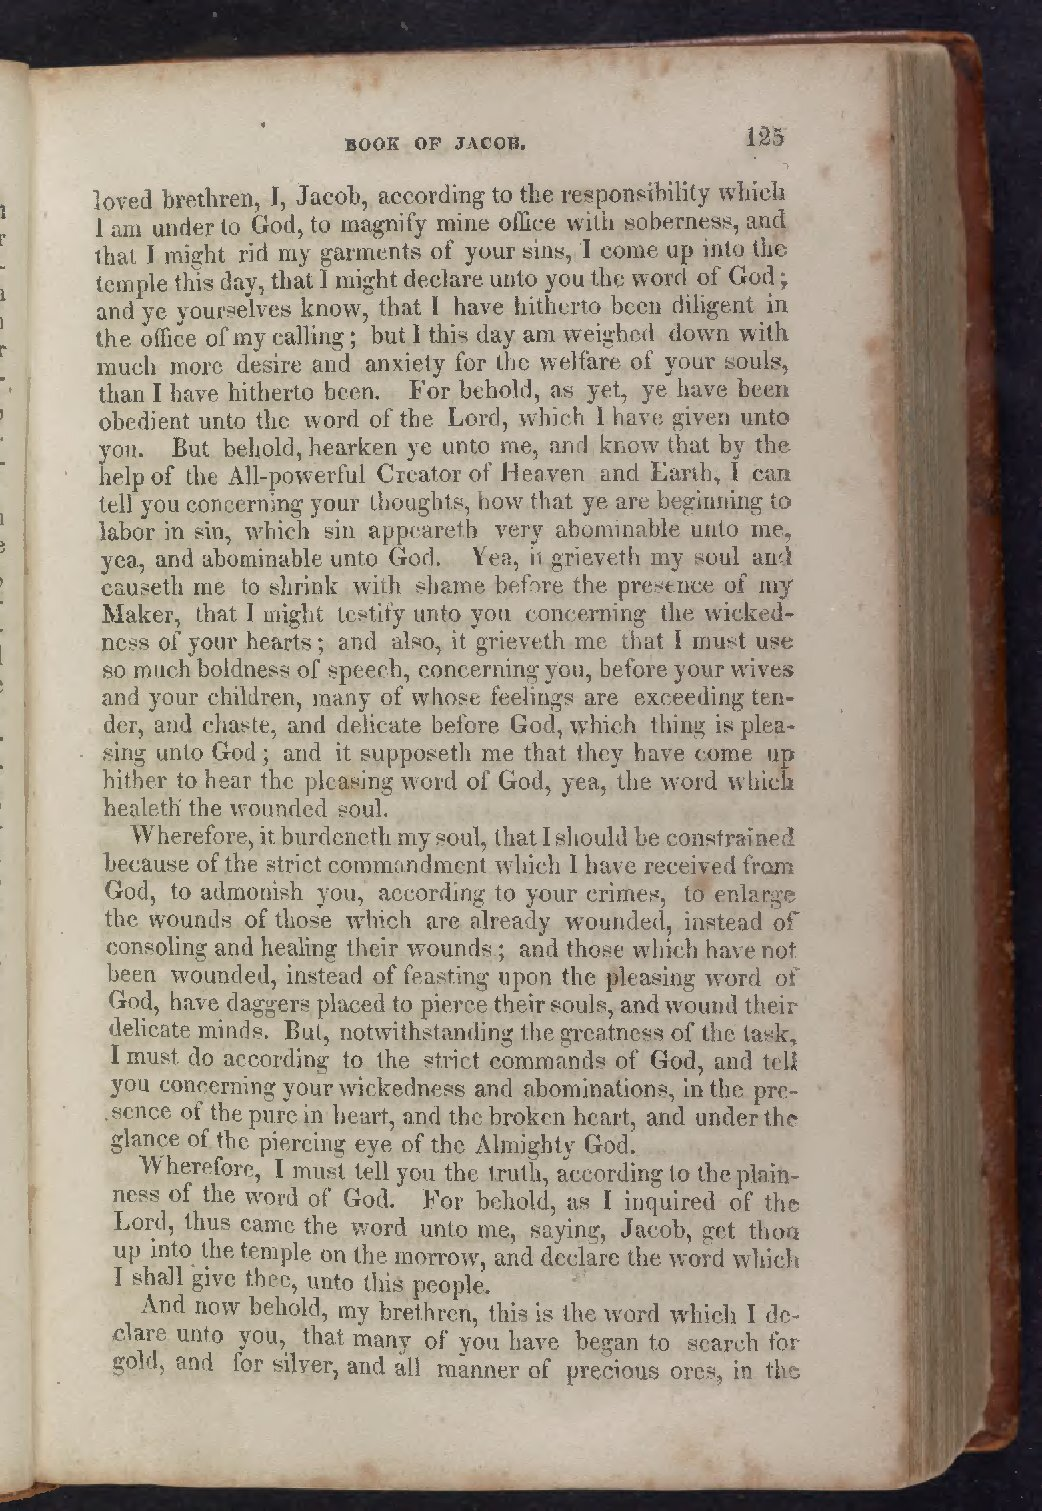 BOOK OF JACOB. 125
loved brethren, I, Jacob, according to the responsibility which
I am under to God, to magnify mine office with soberness, and
that I might rid my garments of your sins, I come up into the
temple this day, that I might declare unto you the word of God;
and ye yourselves know, that I have hitherto been diligent in
the office of my calling; but I this day am weighed down with
much more desire and anxiety for the welfare of your souls,
than I have hitherto been. For behold, as yet, ye have been
obedient unto the word of the Lord, which I have given unto
you. But behold, hearken ye unto me, and know that by the
help of the All-powerful Creator of Heaven and Earth, I can
tell you concerning your thoughts, how that ye are beginning to
labor in sin, which sin appeareth very abominable unto me,
yea, and abominable unto God. Yea, it grieveth my soul and
causeth me to shrink with shame before the presence of my
Maker, that I might testify unto you concerning the wicked-
ness of your hearts; and also, it grieveth me that I must use
so much boldness of speech, concerning you, before your wives
and your children, many of whose feelings are exceeding ten-
der, and chaste, and delicate before God, which thing is plea-
sing unto God; and it supposeth me that they have come up
hither to hear the pleasing word of God, yea, the word which
healeth the wounded soul.
Wherefore, it burdeneth my soul, that I should be constrained
because of the strict commandment which I have received from
God, to admonish you, according to your crimes, to enlarge
the wounds of those which are already wounded, instead of
consoling and healing their wounds; and those which have not
been wounded, instead of feasting upon the pleasing word of
God, have daggers placed to pierce their souls, and wound their
delicate minds. But, notwithstanding the greatness of the task,
I must do according to the strict commands of God, and tell
you concerning your wickedness and abominations, in the pre-
sence of the pure in heart, and the broken heart, and under the
glance of the piercing eye of the Almighty God.
Wherefore, I must tell you the truth, according to the plain-
ness of the word of God. For behold, as I inquired of the
Lord, thus came the word unto me, saying, Jacob, get thou
up into the temple on the morrow, and declare the word which
I shall give thee, unto this people.
And now behold, my brethren, this is the word which I de-
clare unto you, that many of you have began to search for
gold, and for silver, and all manner of precious ores, in the